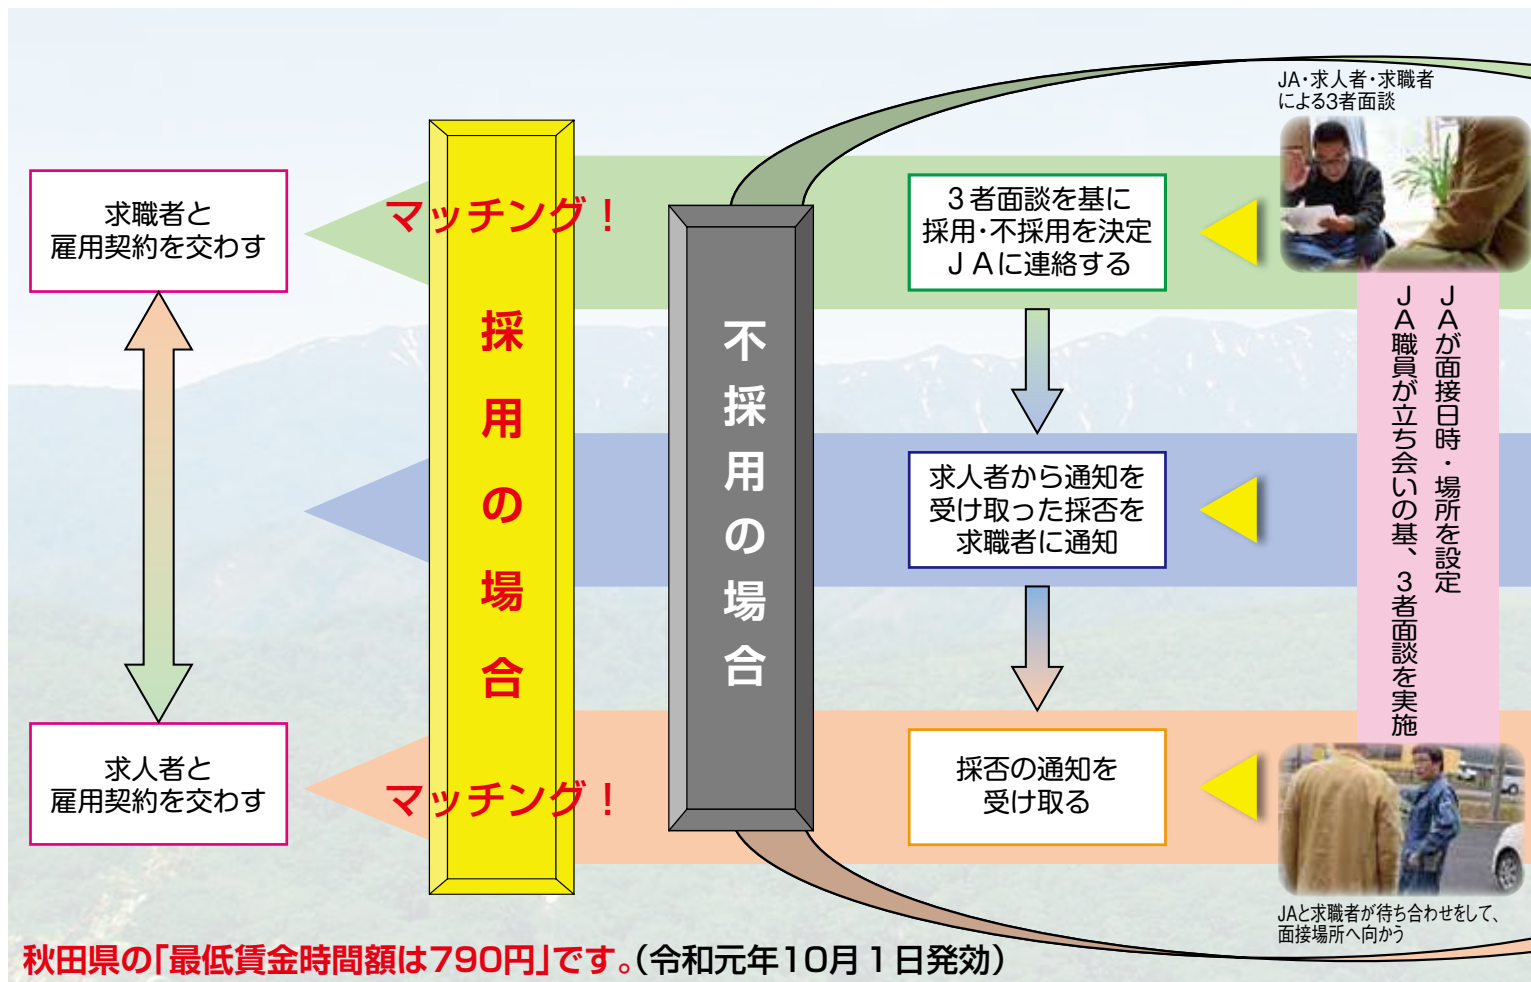 JA・求人者・求職者
による3者面談
JAが面接日時・場所を設定
JA職員が立ち会いの基、3者面談を実施
JAと求職者が待ち合わせをして、
面接場所へ向かう
3者面談を基に
採用・不採用を決定
JAに連絡する
求人者から通知を
受け取った採否を
求職者に通知
採否の通知を
受け取る
不採用の場合
マッチング！
採用の場合
マッチング！
求職者と
雇用契約を交わす
求人者と
雇用契約を交わす
秋田県の「最低賃金時間額は790円」です。（令和元年10月1日発効）